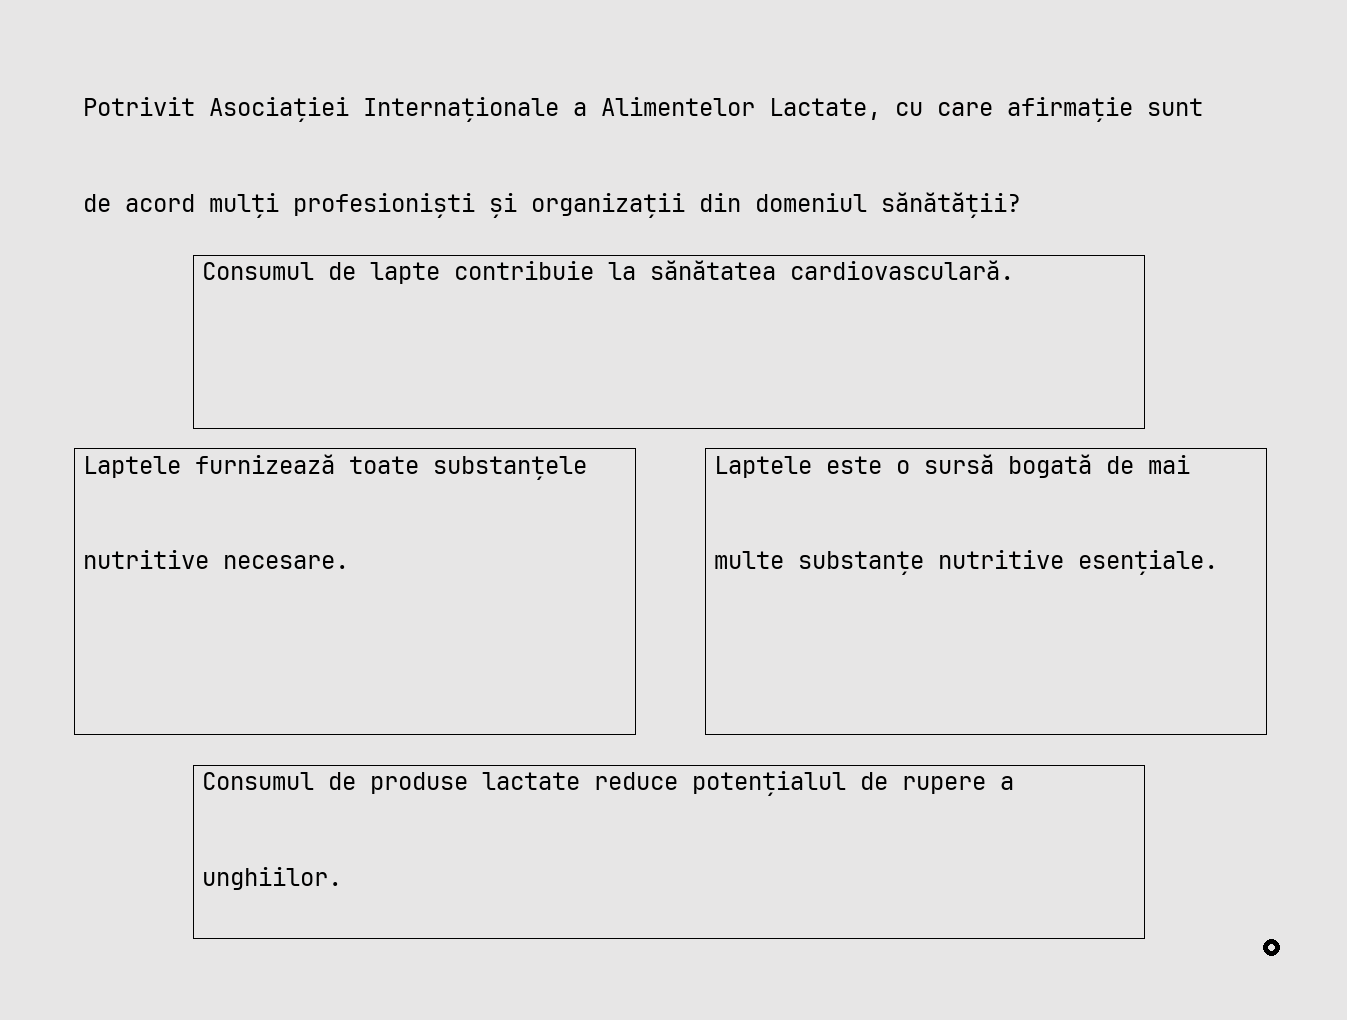 Potrivit Asociației Internaționale a Alimentelor Lactate, cu care afirmație sunt
de acord mulți profesioniști și organizații din domeniul sănătății?
Consumul de lapte contribuie la sănătatea cardiovasculară.
Laptele furnizează toate substanțele
nutritive necesare.
Laptele este o sursă bogată de mai
multe substanțe nutritive esențiale.
Consumul de produse lactate reduce potențialul de rupere a
unghiilor.